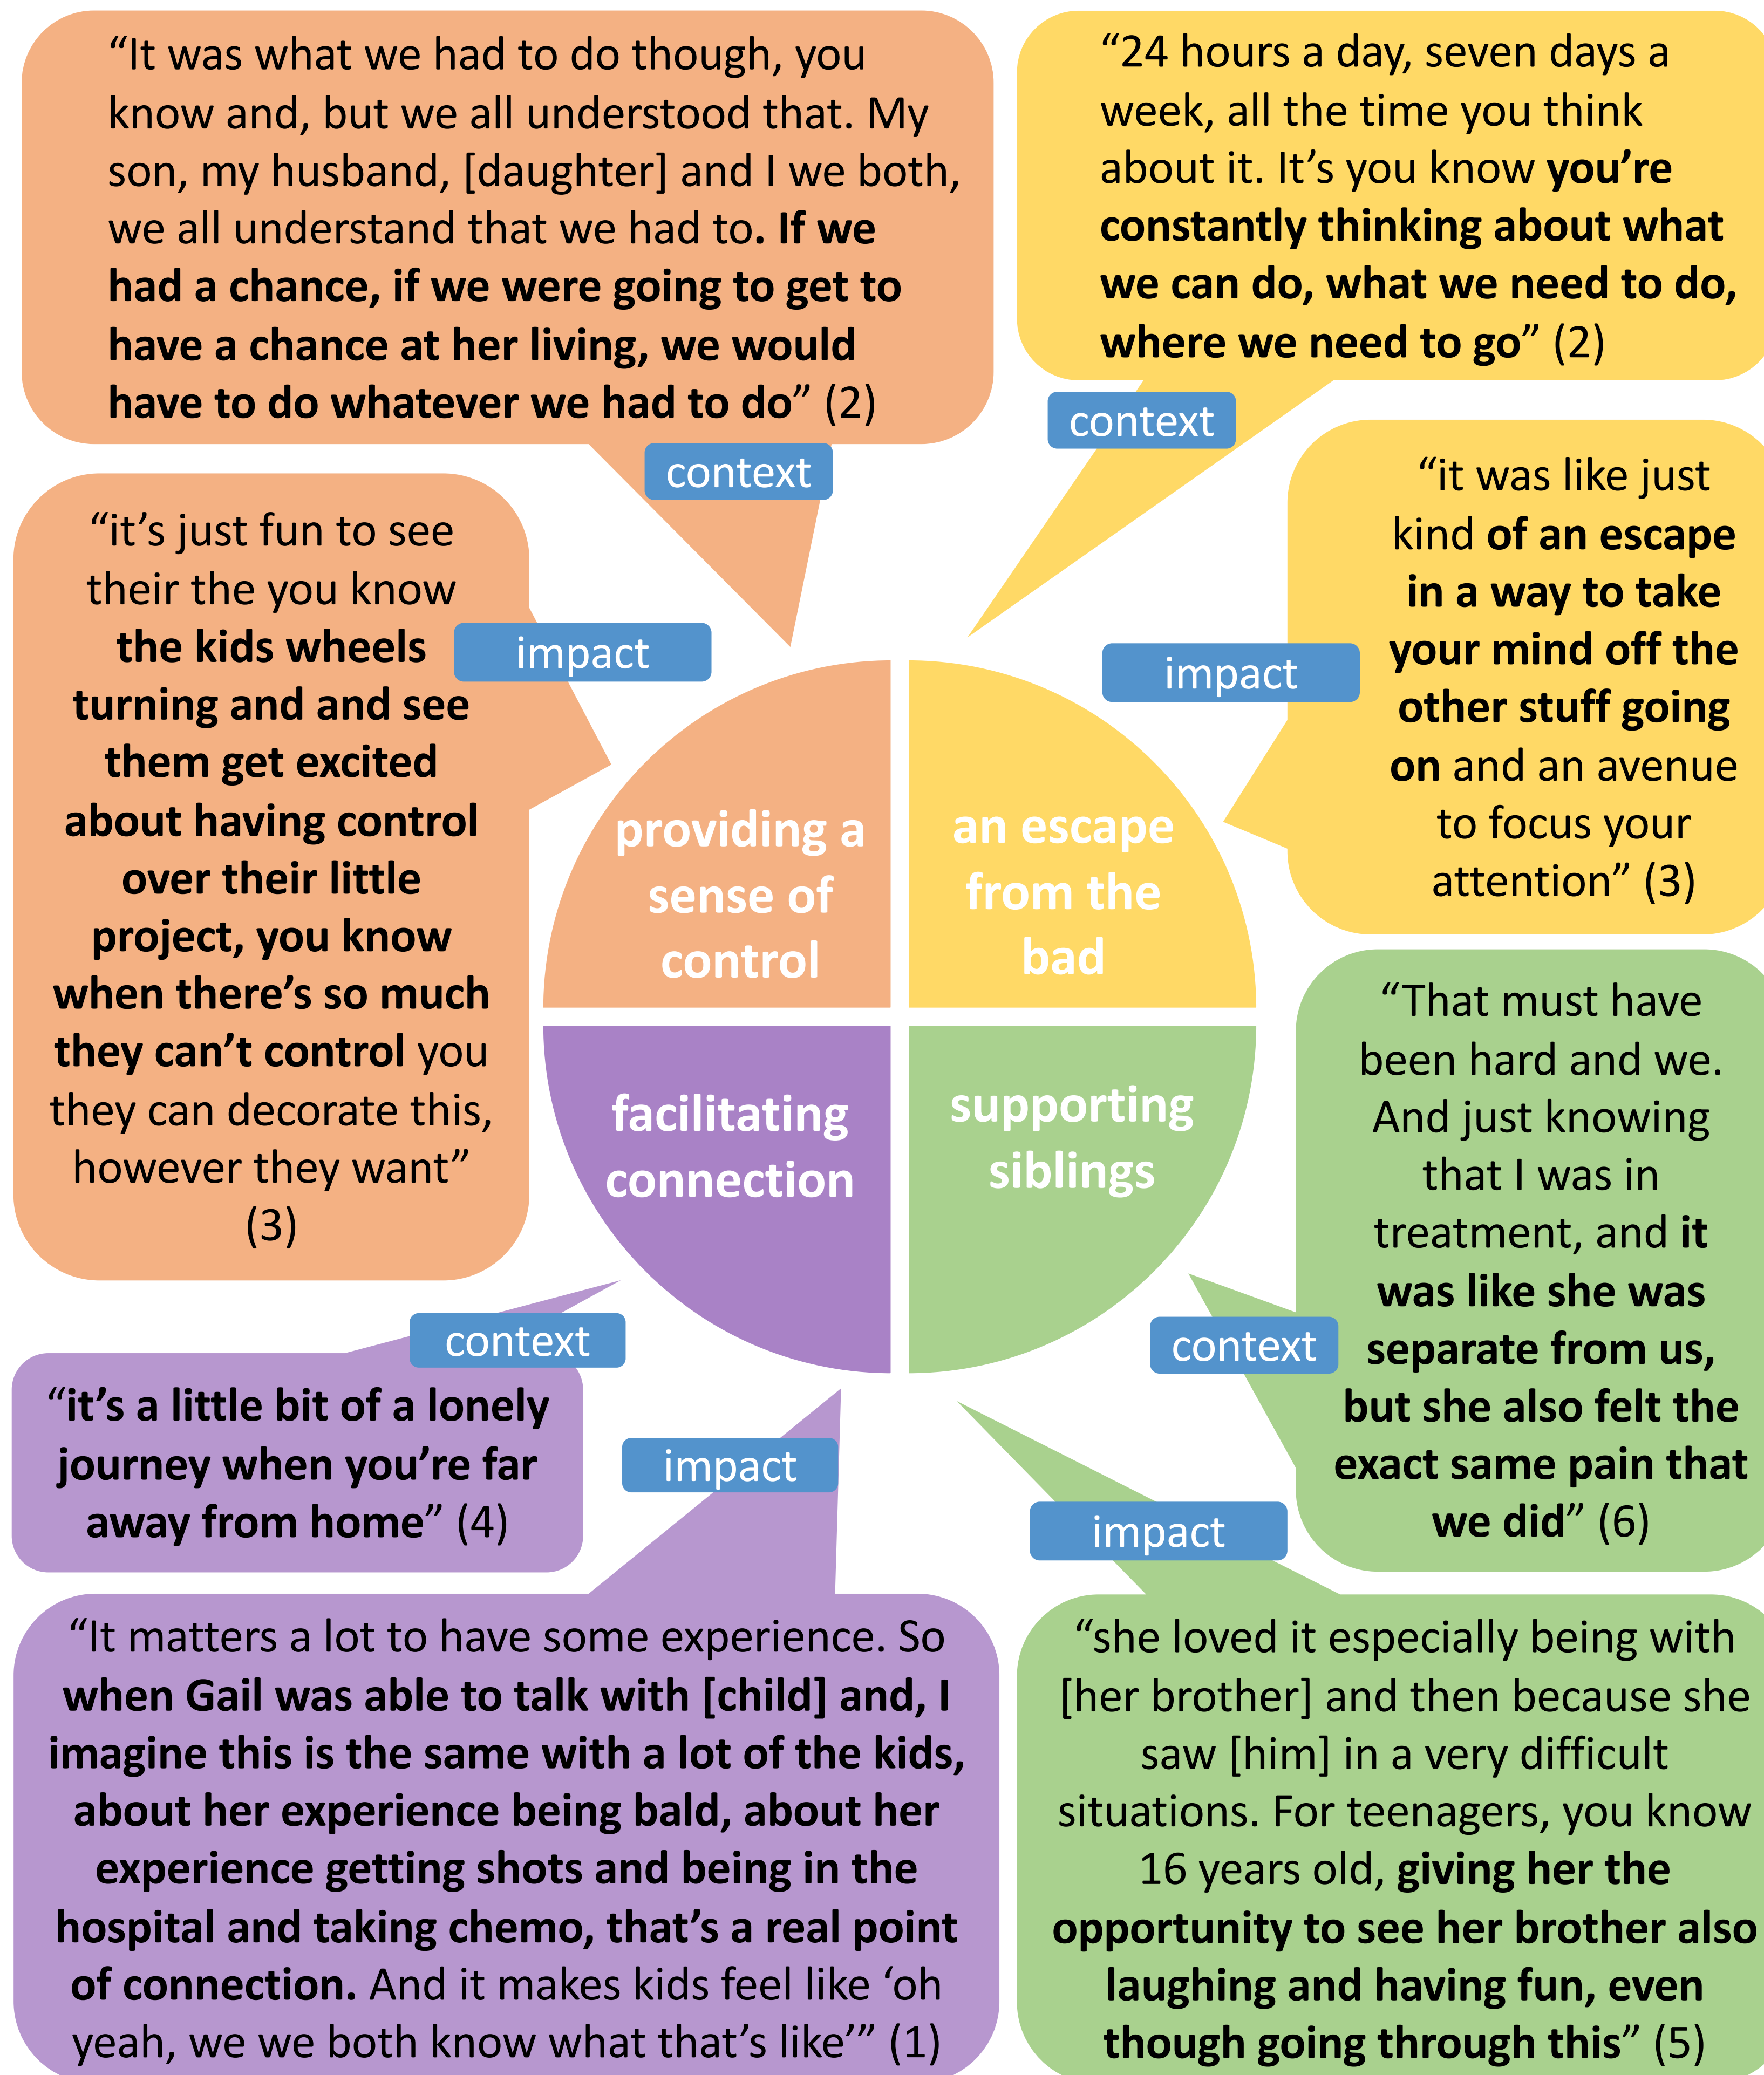 “It was what we had to do though, you
know and, but we all understood that. My
son, my husband, [daughter] and I we both,
we all understand that we had to. If we
had a chance, if we were going to get to
have a chance at her living, we would
have to do whatever we had to do” (2)
context
“24 hours a day, seven days a
week, all the time you think
about it. It’s you know you’re
constantly thinking about what
we can do, what we need to do,
where we need to go” (2)
context
“it’s just fun to see
their the you know
the kids wheels
turning and and see
them get excited
about having control
over their little
project, you know
when there’s so much
they can’t control you
they can decorate this,
however they want”
(3)
impact
“it was like just
kind of an escape
in a way to take
your mind off the
other stuff going
on and an avenue
to focus your
attention” (3)
impact
providing a
sense of
control
an escape
from the
bad
facilitating
connection
supporting
siblings
“That must have
been hard and we.
And just knowing
that I was in
treatment, and it
was like she was
separate from us,
but she also felt the
exact same pain that
we did” (6)
context
context
“it’s a little bit of a lonely
journey when you’re far
away from home” (4)
impact
“It matters a lot to have some experience. So
when Gail was able to talk with [child] and, I
imagine this is the same with a lot of the kids,
about her experience being bald, about her
experience getting shots and being in the
hospital and taking chemo, that’s a real point
of connection. And it makes kids feel like ‘oh
yeah, we we both know what that’s like’” (1)
impact
“she loved it especially being with
[her brother] and then because she
saw [him] in a very difficult
situations. For teenagers, you know
16 years old, giving her the
opportunity to see her brother also
laughing and having fun, even
though going through this” (5)